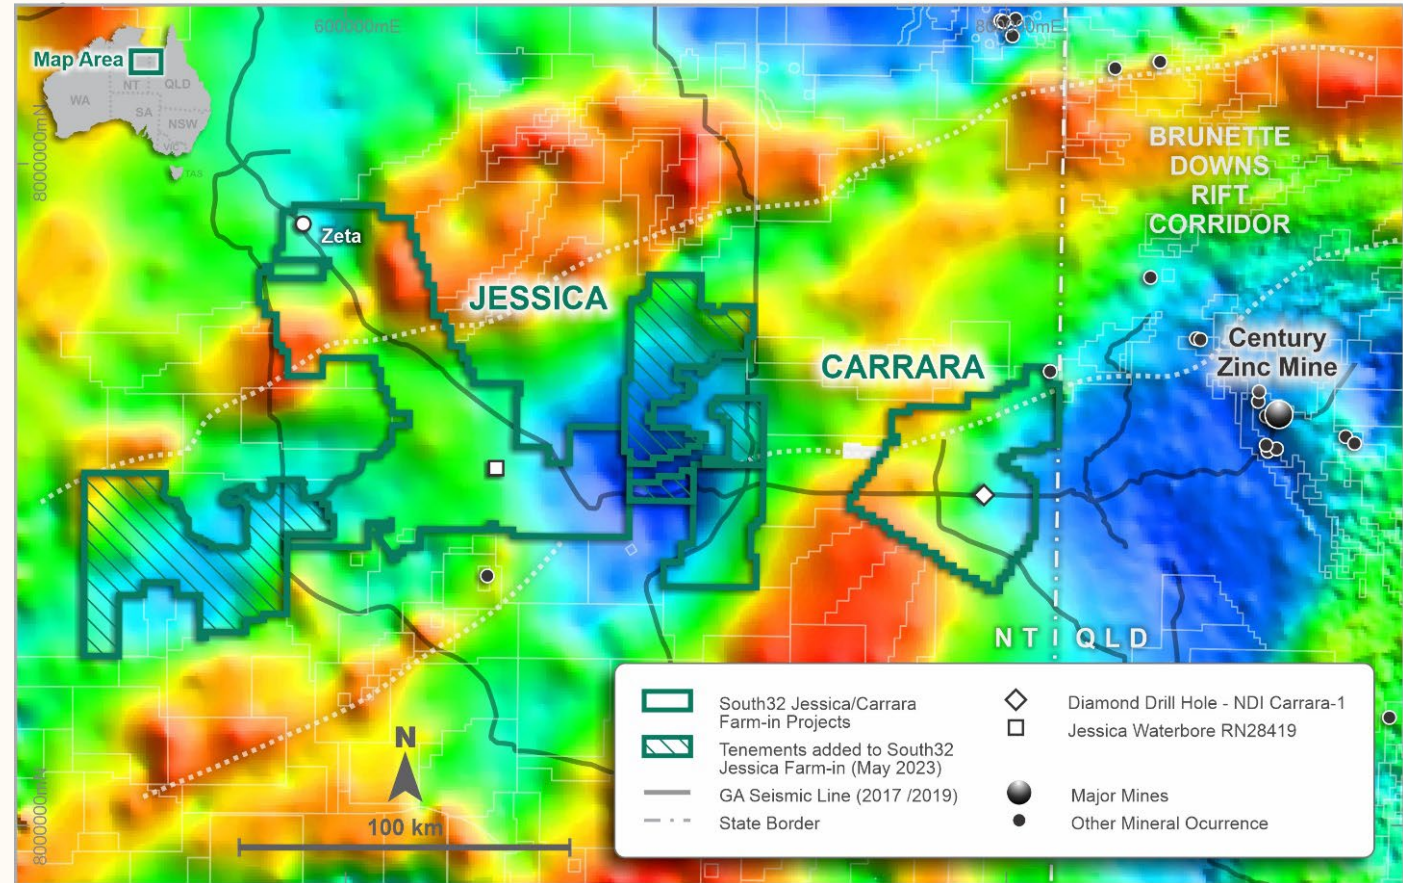 600000mE
800000mE
Map Area
NT
QLD
WA
SA
NSW
VIC
TAS
8000000mN
BRUNETTE
DOWNS
RIFT
CORRIDOR
Zeta
JESSICA
CARRARA
Century
Zinc Mine
NT
QLD
South32 Jessica/Carrara
Farm-in Projects
Tenements added to South32
Jessica Farm-in (May 2023)
GA Seismic Line (2017 /2019)
State Border
Diamond Drill Hole - NDI Carrara-1
Jessica Waterbore RN28419
Major Mines
Other Mineral Ocurrence
N
100 km
8000000mN